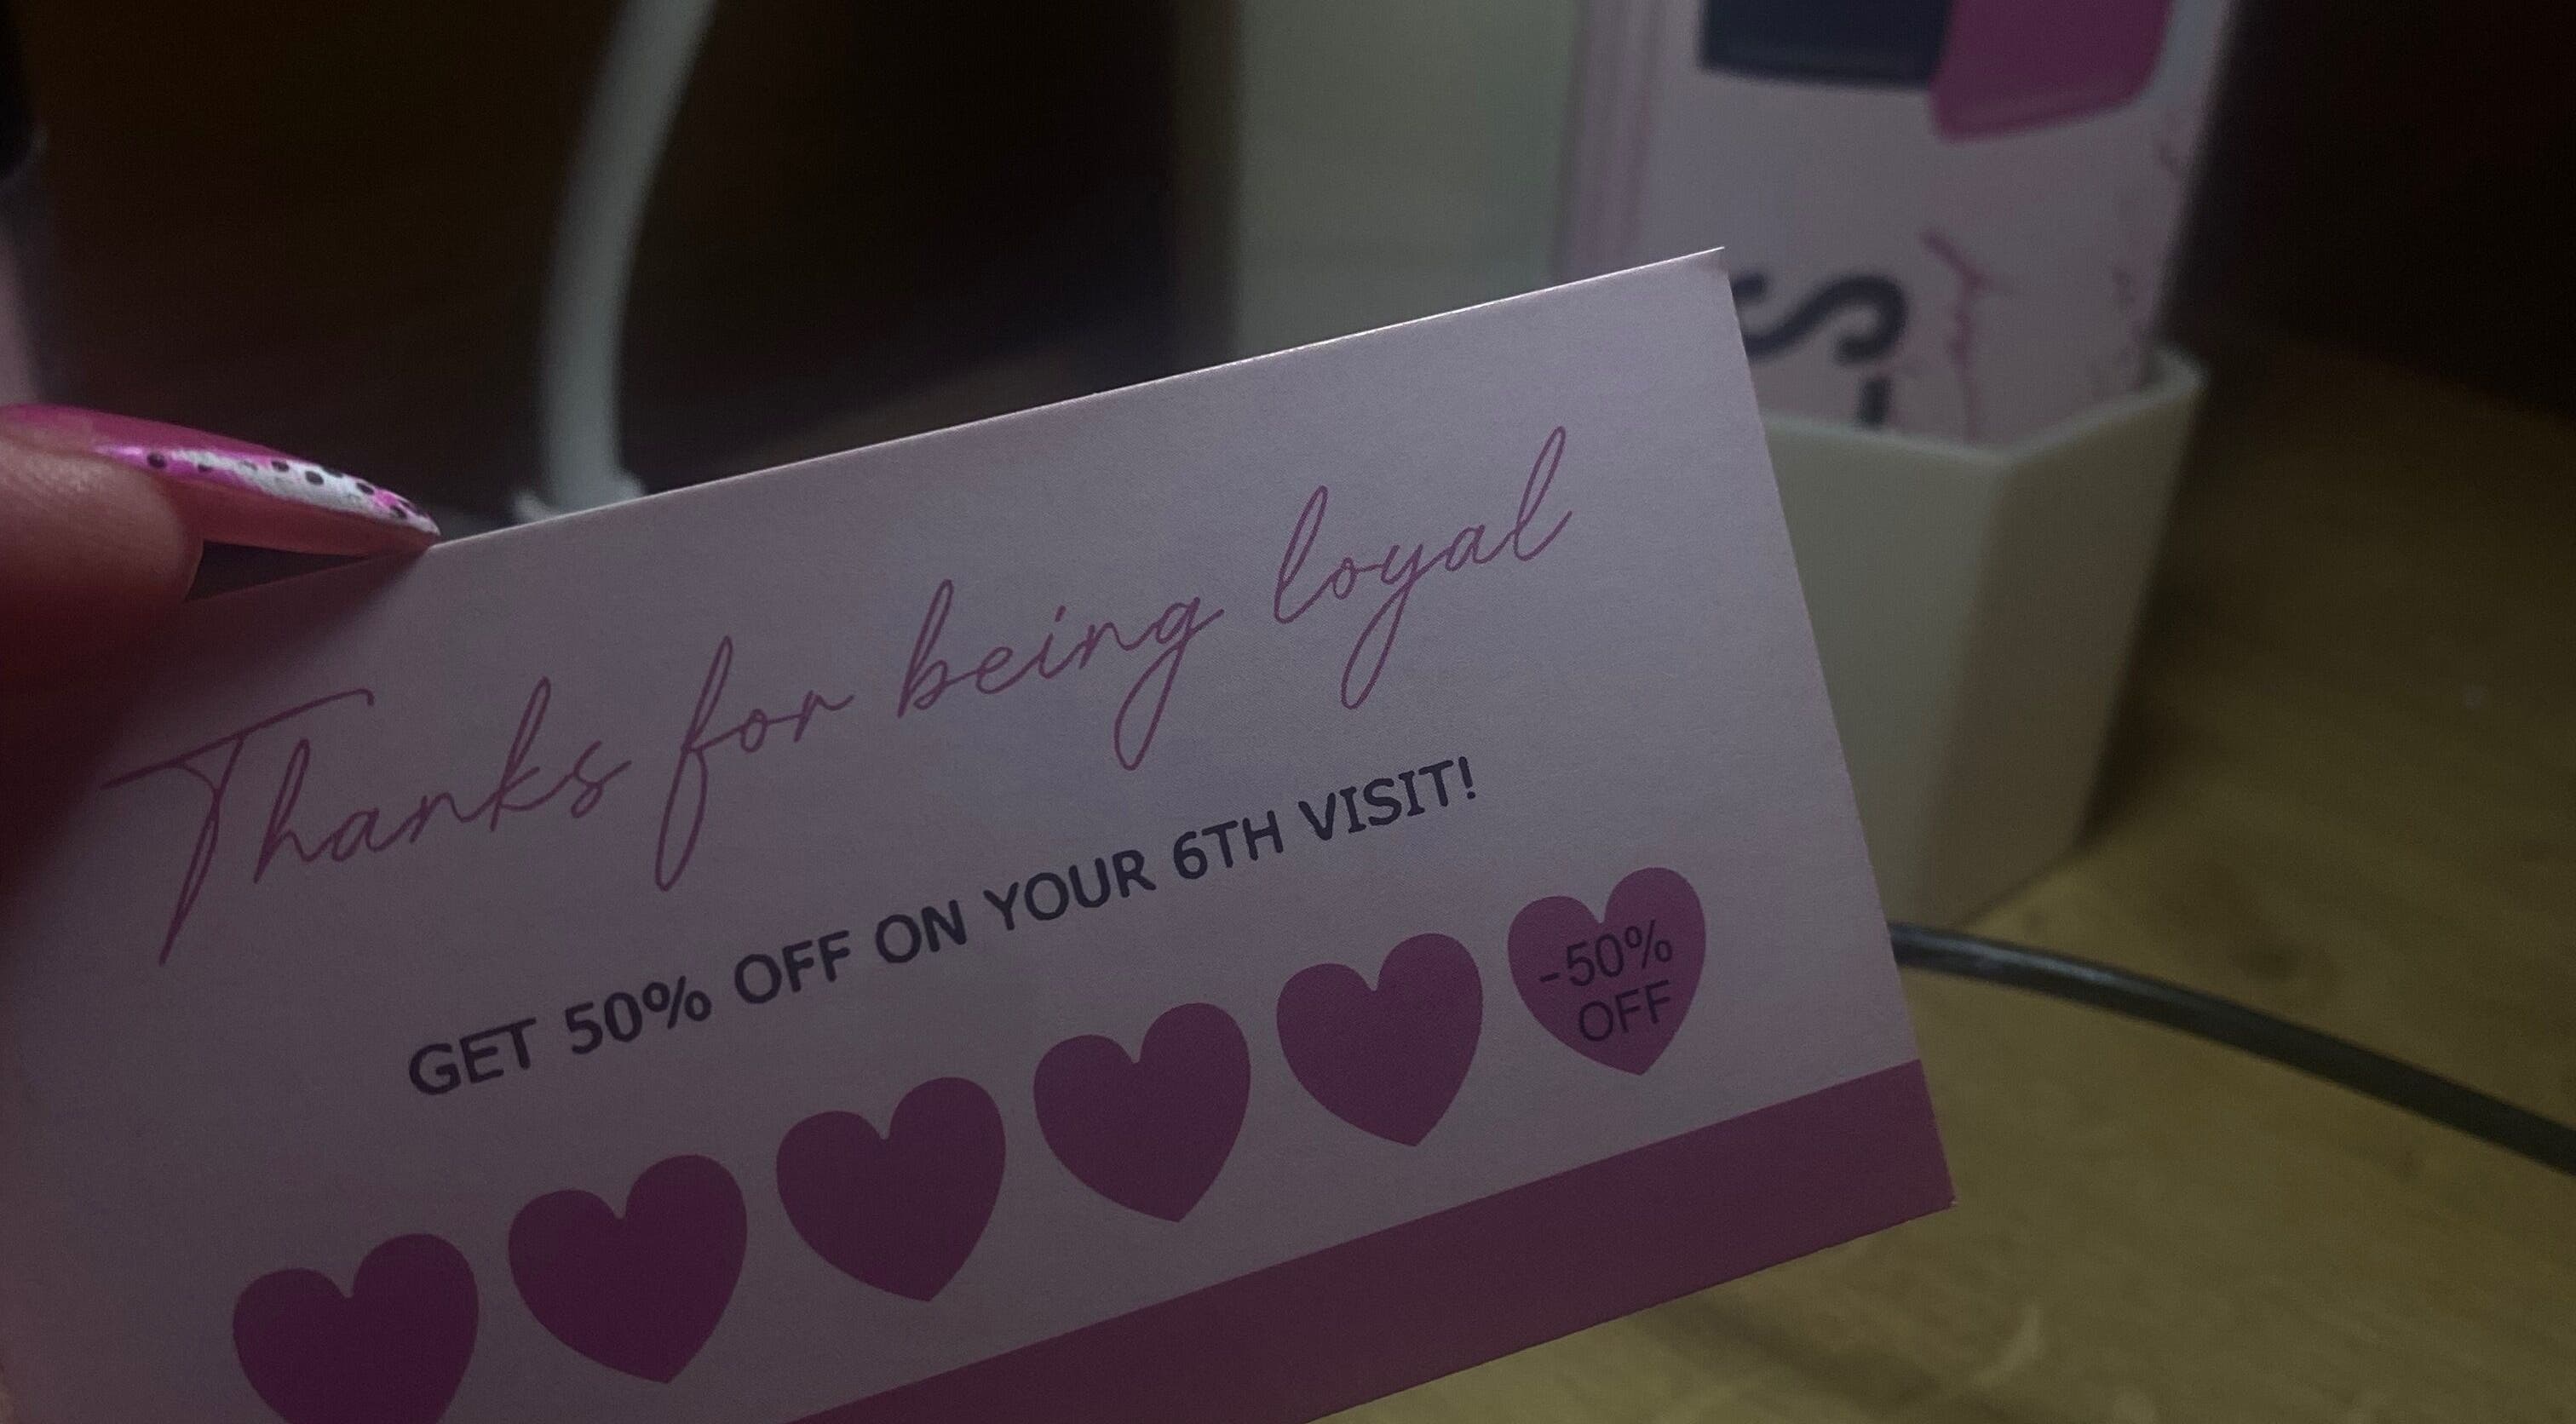 Thanks for being loyal
GET 50% OFF ON YOUR 6TH VISIT!
-50%
OFF